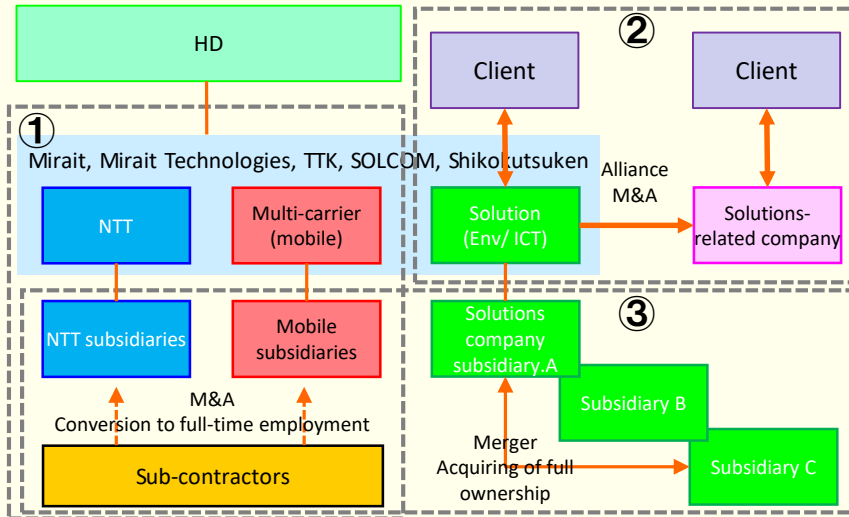 HD
②
Client
Client
①
Mirait, Mirait Technologies, TTK, SOLCOM, Shikokutsuken
Alliance
M&A
NTT
Multi-carrier
(mobile)
Solution
(Env/ ICT)
Solutions-
related company
③
NTT subsidiaries
Mobile
subsidiaries
Solutions
company
subsidiary.A
M&A
Conversion to full-time employment
Subsidiary B
Merger
Acquiring of full
ownership
Sub-contractors
Subsidiary C